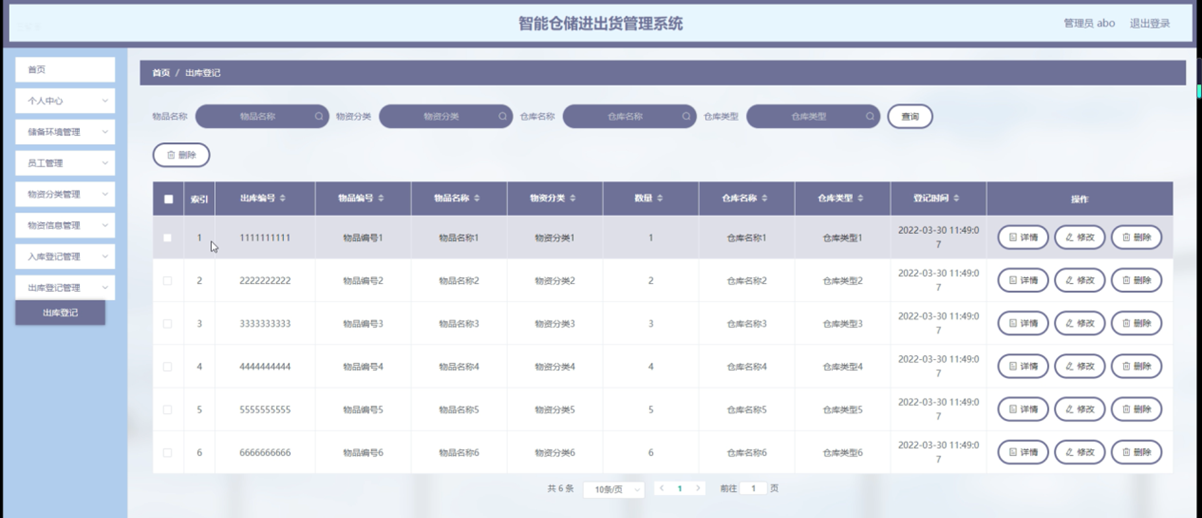 智能仓储进出货管理系统
管理员 abo 退出登录
首页
个人中心
储备环境管理
员工管理
物资分类管理
物资信息管理
入库登记管理
出库登记管理
出库登记
首页 / 出库登记
物品名称 物品名称 物资分类 物资分类 仓库名称 仓库名称 仓库类型 仓库类型 查询
删除
索引 出库编号 物品编号 物品名称 物资分类 数量 仓库名称 仓库类型 登记时间 操作
1 1111111111 物品编号1 物品名称1 物资分类1 1 仓库名称1 仓库类型1 2022-03-30 11:49:0 详情 修改 删除
7
2 2222222222 物品编号2 物品名称2 物资分类2 2 仓库名称2 仓库类型2 2022-03-30 11:49:0 详情 修改 删除
7
3 3333333333 物品编号3 物品名称3 物资分类3 3 仓库名称3 仓库类型3 2022-03-30 11:49:0 详情 修改 删除
7
4 4444444444 物品编号4 物品名称4 物资分类4 4 仓库名称4 仓库类型4 2022-03-30 11:49:0 详情 修改 删除
7
5 5555555555 物品编号5 物品名称5 物资分类5 5 仓库名称5 仓库类型5 2022-03-30 11:49:0 详情 修改 删除
7
6 6666666666 物品编号6 物品名称6 物资分类6 6 仓库名称6 仓库类型6 2022-03-30 11:49:0 详情 修改 删除
7
共 6 条 10条/页 1 前往 1 页